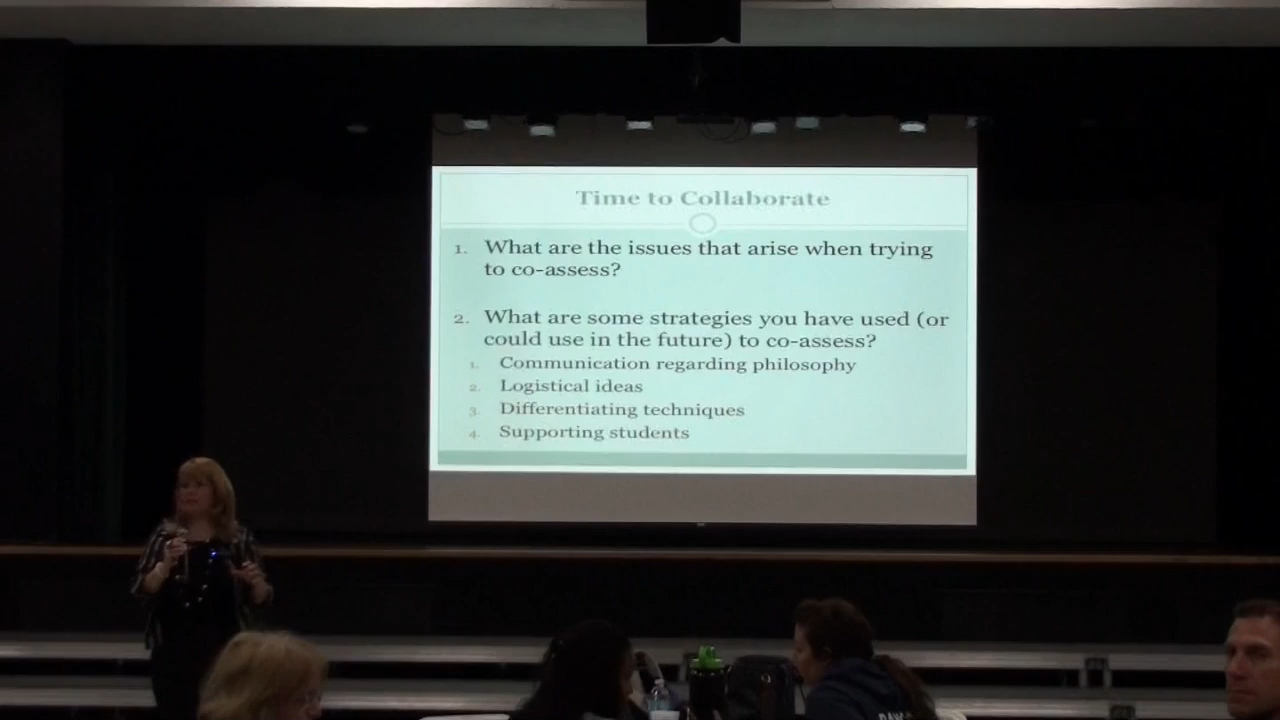 Time to Collaborate
1. What are the issues that arise when trying
to co-assess?
2. What are some strategies you have used (or
could use in the future) to co-assess?
1. Communication regarding philosophy
2. Logistical ideas
3. Differentiating techniques
4. Supporting students